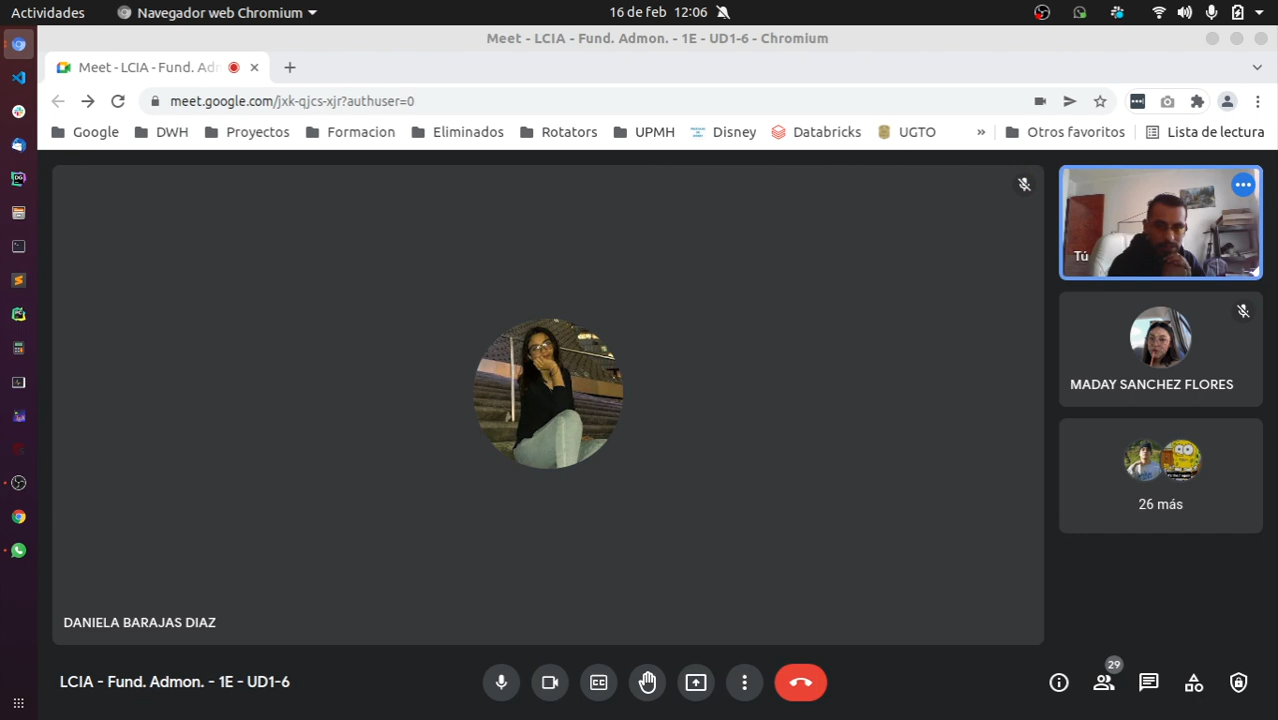 Actividades
Navegador web Chromium
16 de feb 12:06
Meet - LCIA - Fund. Admon. - 1E - UD1-6 - Chromium
Meet - LCIA - Fund. Adm
meet.google.com/jxk-qjcs-xjr?authuser=0
Google
DWH
Proyectos
Formacion
Eliminados
Rotators
UPMH
Disney
Databricks
UGTO
»
Otros favoritos
Lista de lectura
Tú
MADAY SANCHEZ FLORES
26 más
DANIELA BARAJAS DIAZ
LCIA - Fund. Admon. - 1E - UD1-6
29